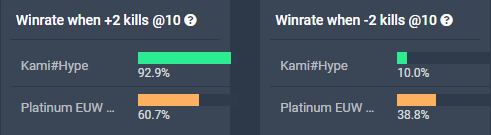 Winrate when +2 kills @10 ?
Kami#Hype
92.9%
Platinum EUW ...
60.7%
Winrate when -2 kills @10 ?
Kami#Hype
10.0%
Platinum EUW ...
38.8%